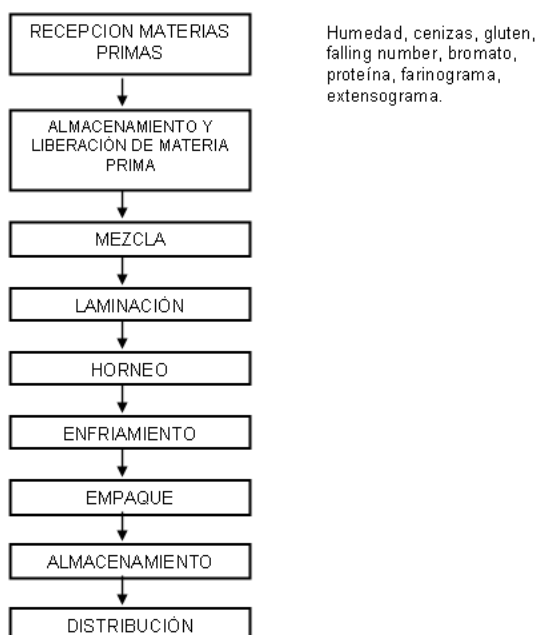 RECEPCION MATERIAS
PRIMAS
Humedad, cenizas, gluten,
falling number, bromato,
proteína, farinograma,
extensograma.
ALMACENAMIENTO Y
LIBERACIÓN DE MATERIA
PRIMA
MEZCLA
LAMINACIÓN
HORNEO
ENFRIAMIENTO
EMPAQUE
ALMACENAMIENTO
DISTRIBUCIÓN